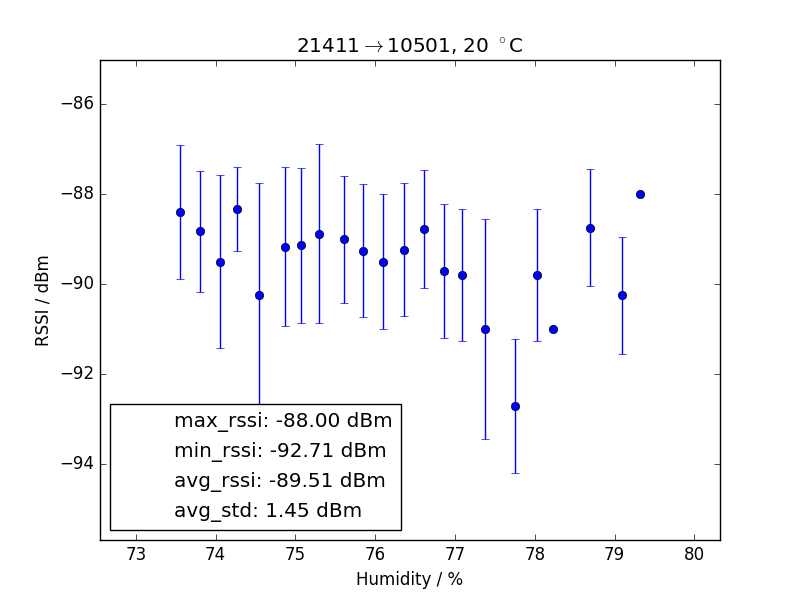 21411→10501, 20 °C
−86
−88
−90
−92
−94
RSSI / dBm
max_rssi: -88.00 dBm
min_rssi: -92.71 dBm
avg_rssi: -89.51 dBm
avg_std: 1.45 dBm
73 74 75 76 77 78 79 80
Humidity / %